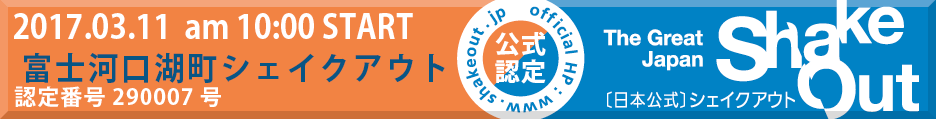 2017.03.11 am 10:00 START
富士河口湖町シェイクアウト
認定番号 290007 号
公式
認定
official HP : www.shakeout.jp
The Great
Japan
ShakeOut
〔日本公式〕シェイクアウト